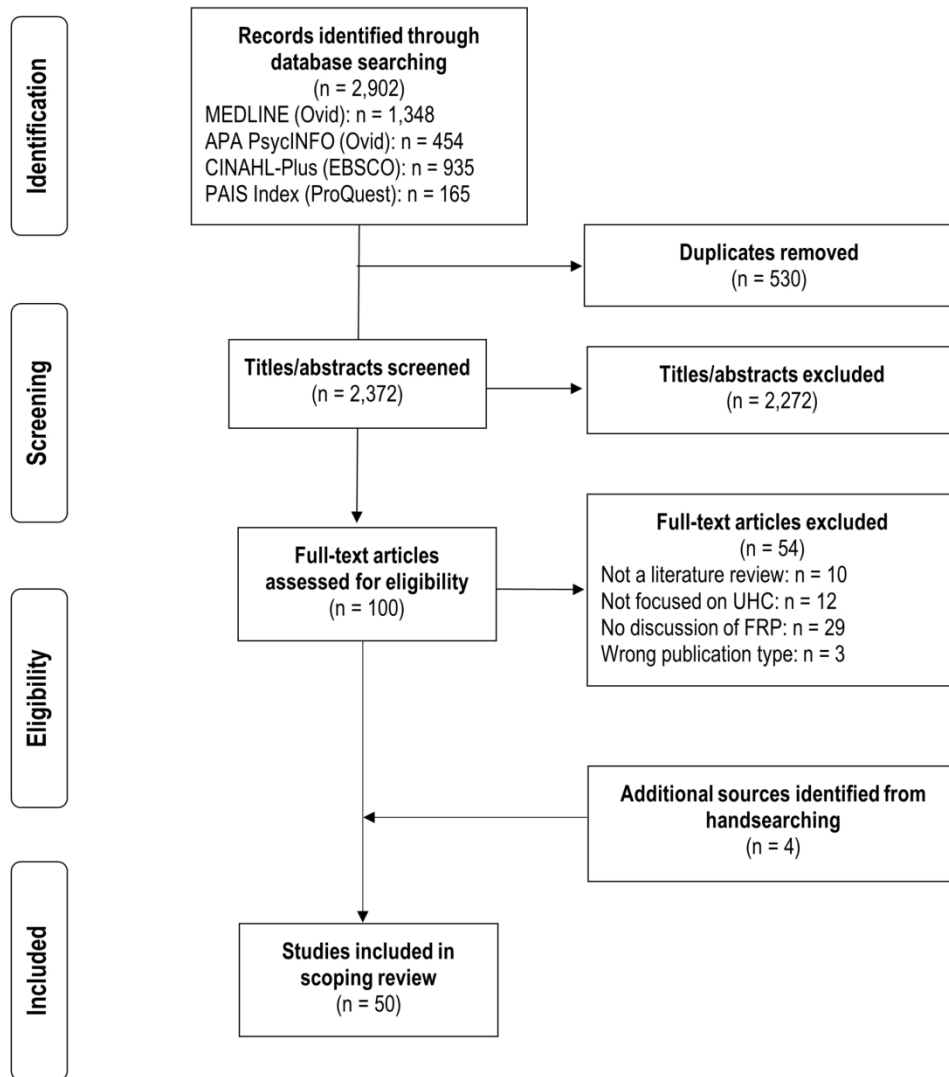 Identification
Records identified through
database searching
(n = 2,902)
MEDLINE (Ovid): n = 1,348
APA PsycINFO (Ovid): n = 454
CINAHL-Plus (EBSCO): n = 935
PAIS Index (ProQuest): n = 165
Duplicates removed
(n = 530)
Screening
Titles/abstracts screened
(n = 2,372)
Titles/abstracts excluded
(n = 2,272)
Full-text articles
assessed for eligibility
(n = 100)
Full-text articles excluded
(n = 54)
Not a literature review: n = 10
Not focused on UHC: n = 12
No discussion of FRP: n = 29
Wrong publication type: n = 3
Eligibility
Additional sources identified from
handsearching
(n = 4)
Included
Studies included in
scoping review
(n = 50)